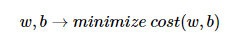 w, b → minimize cost(w, b)